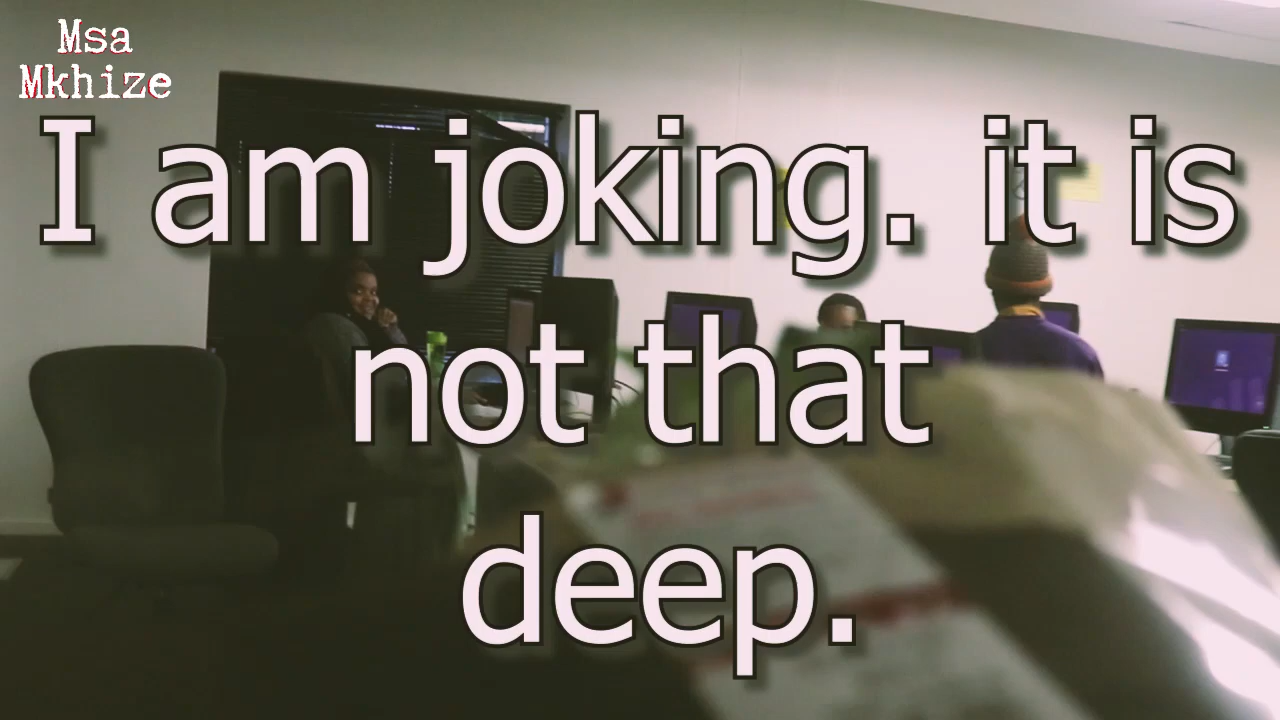 Msa
Mkhize
I am joking. it is
not that
deep.